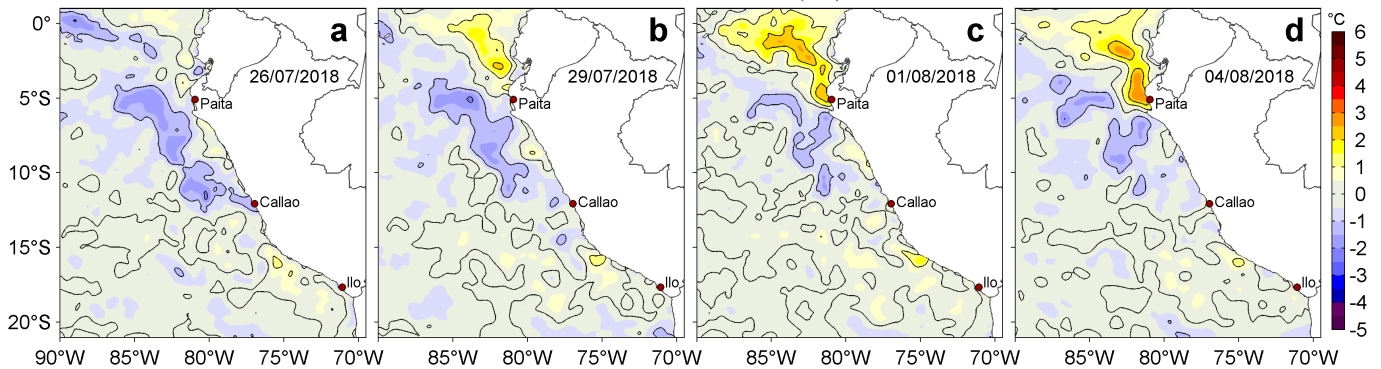 a
b
c
d
°C
26/07/2018
29/07/2018
01/08/2018
04/08/2018
0°
5°S
10°S
15°S
20°S
Paita
Callao
Ilo
Paita
Callao
Ilo
Paita
Callao
Ilo
Paita
Callao
Ilo
6
5
4
3
2
1
0
-1
-2
-3
-4
-5
90°W 85°W 80°W 75°W 70°W
85°W 80°W 75°W 70°W
85°W 80°W 75°W 70°W
85°W 80°W 75°W 70°W